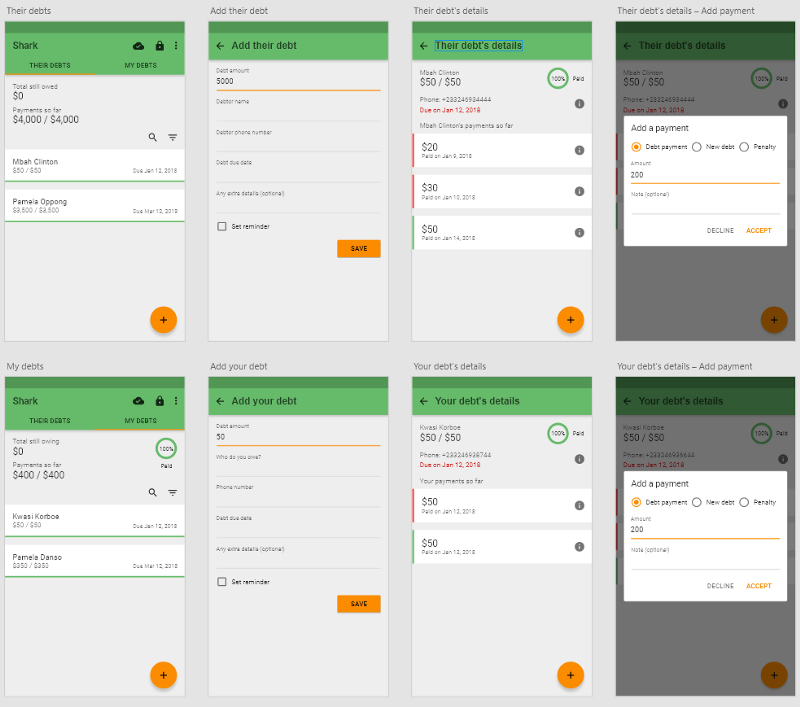 Their debts
Shark
THEIR DEBTS MY DEBTS
Total still owed
$0
Payments so far
$4,000 / $4,000
Mbah Clinton
$50 / $50 Due Jan 12, 2018
Pamela Oppong
$3,500 / $3,500 Due Mar 12, 2018
+
Add their debt
Add their debt
Debt amount
5000
Debtor name
Debtor phone number
Debt due date
Any extra details (optional)
Set reminder
SAVE
Their debt's details
Their debt's details
Mbah Clinton
$50 / $50
100% Paid
Phone: +233246934444
Due on Jan 12, 2018
Mbah Clinton's payments so far
$20
Paid on Jan 9, 2018
$30
Paid on Jan 10, 2018
$50
Paid on Jan 14, 2018
+
Their debt's details – Add payment
Their debt's details
Mbah Clinton
$50 / $50
100% Paid
Add a payment
Debt payment New debt Penalty
Amount
200
Note (optional)
DECLINE ACCEPT
+
My debts
Shark
THEIR DEBTS MY DEBTS
Total still owing
$0
100%
Paid
Payments so far
$400 / $400
Kwasi Korboe
$50 / $50 Due Jan 12, 2018
Pamela Danso
$350 / $350 Due Mar 12, 2018
+
Add your debt
Add your debt
Debt amount
50
Who do you owe?
Phone number
Debt due date
Any extra details (optional)
Set reminder
SAVE
Your debt's details
Your debt's details
Kwasi Korboe
$50 / $50
100% Paid
Phone: +233246938744
Due on Jan 12, 2018
Your payments so far
$50
Paid on Jan 12, 2018
$50
Paid on Jan 12, 2018
+
Your debt's details – Add payment
Your debt's details
Kwasi Korboe
$50 / $50
100% Paid
Due on Jan 12, 2018
Add a payment
Debt payment New debt Penalty
Amount
200
Note (optional)
DECLINE ACCEPT
+